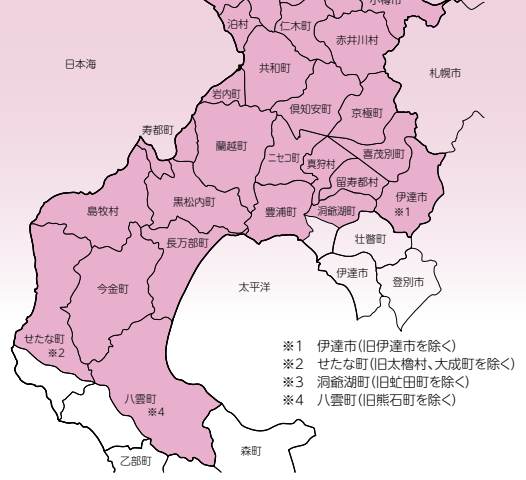 小樽市
泊村
仁木町
赤井川村
日本海
共和町
札幌市
岩内町
倶知安町
京極町
寿都町
蘭越町
ニセコ町
真狩村
喜茂別町
留寿都村
伊達市
※1
島牧村
黒松内町
豊浦町
洞爺湖町
長万部町
壮瞥町
伊達市
登別市
今金町
太平洋
せたな町
※2
八雲町
※4
乙部町
森町
※1 伊達市(旧伊達市を除く)
※2 せたな町(旧太櫓村、大成町を除く)
※3 洞爺湖町(旧虻田町を除く)
※4 八雲町(旧熊石町を除く)